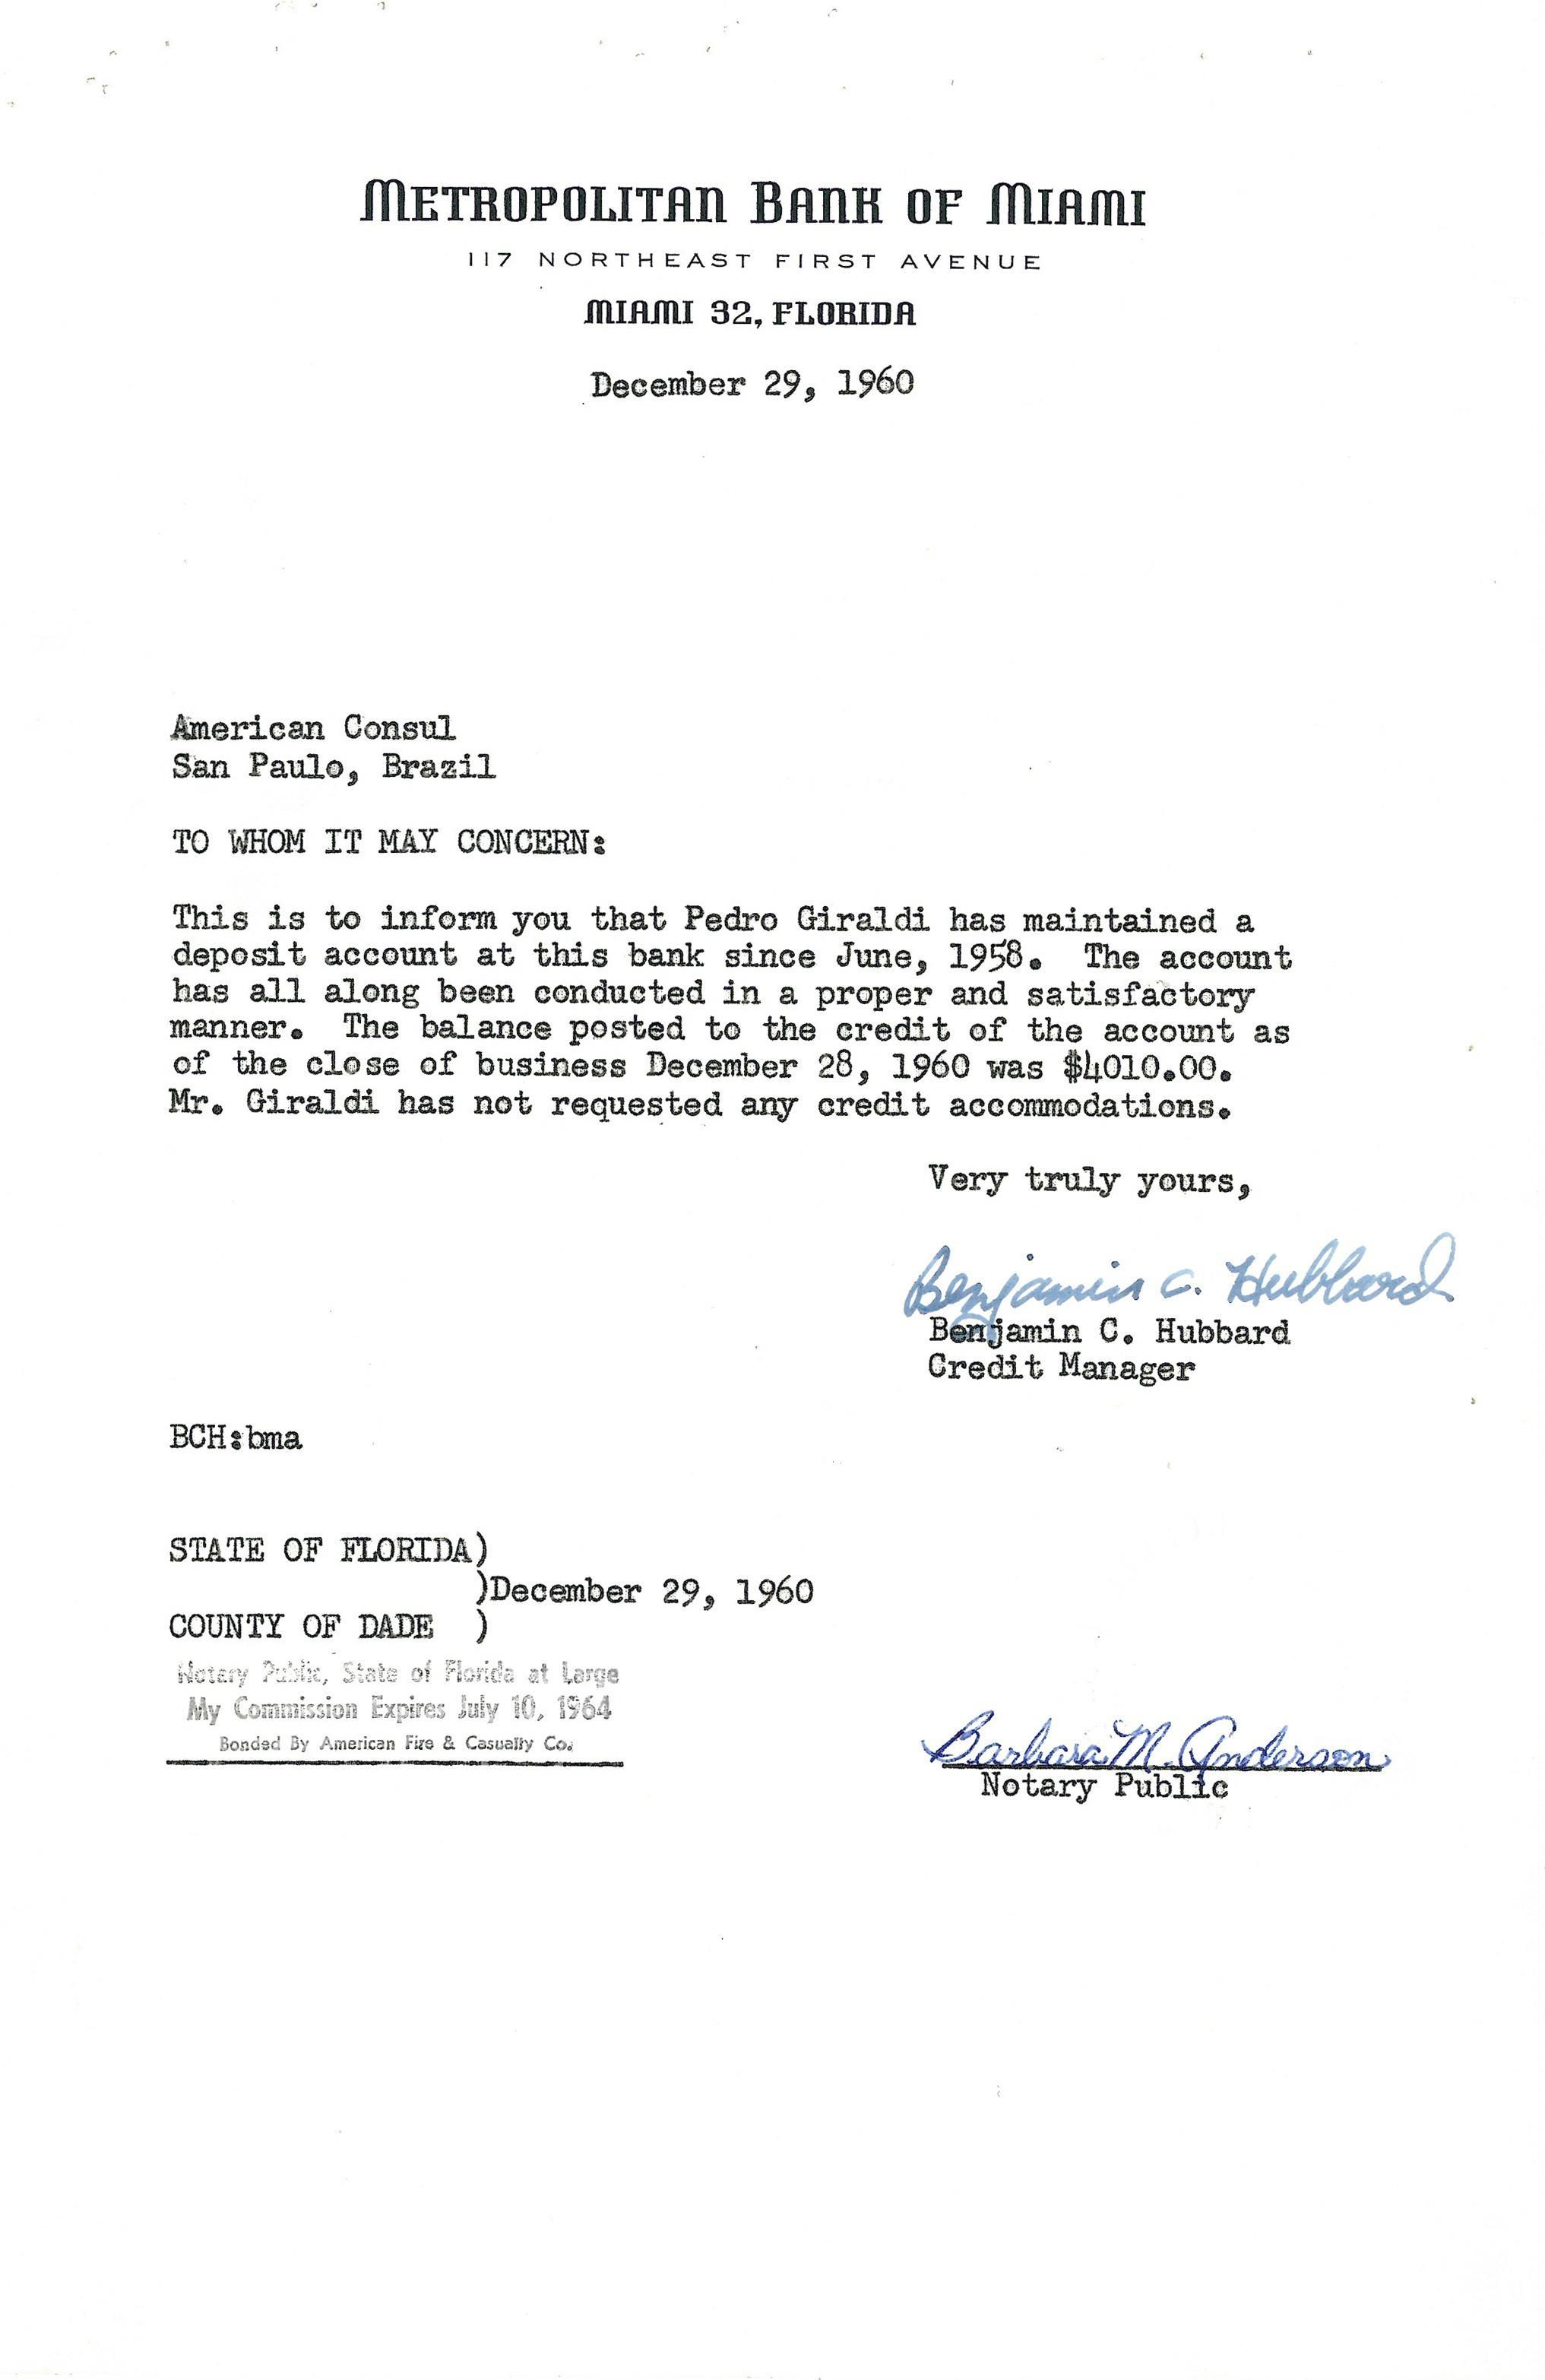 METROPOLITAN BANK OF MIAMI
117 NORTHEAST FIRST AVENUE
MIAMI 32, FLORIDA
December 29, 1960
American Consul
San Paulo, Brazil
TO WHOM IT MAY CONCERN:
This is to inform you that Pedro Giraldi has maintained a
deposit account at this bank since June, 1958. The account
has all along been conducted in a proper and satisfactory
manner. The balance posted to the credit of the account as
of the close of business December 28, 1960 was $4010.00.
Mr. Giraldi has not requested any credit accommodations.
Very truly yours,
Benjamin C. Hubbard
Benjamin C. Hubbard
Credit Manager
BCH:bma
STATE OF FLORIDA)
)December 29, 1960
COUNTY OF DADE )
Notary Public, State of Florida at Large
My Commission Expires July 10, 1964
Bonded By American Fire & Casualty Co.
Barbara M. Anderson
Notary Public